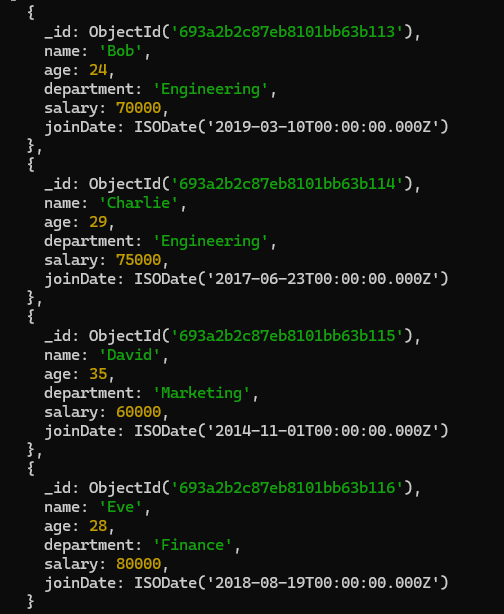 {
_id: ObjectId('693a2b2c87eb8101bb63b113'),
name: 'Bob',
age: 24,
department: 'Engineering',
salary: 70000,
joinDate: ISODate('2019-03-10T00:00:00.000Z')
},
{
_id: ObjectId('693a2b2c87eb8101bb63b114'),
name: 'Charlie',
age: 29,
department: 'Engineering',
salary: 75000,
joinDate: ISODate('2017-06-23T00:00:00.000Z')
},
{
_id: ObjectId('693a2b2c87eb8101bb63b115'),
name: 'David',
age: 35,
department: 'Marketing',
salary: 60000,
joinDate: ISODate('2014-11-01T00:00:00.000Z')
},
{
_id: ObjectId('693a2b2c87eb8101bb63b116'),
name: 'Eve',
age: 28,
department: 'Finance',
salary: 80000,
joinDate: ISODate('2018-08-19T00:00:00.000Z')
}